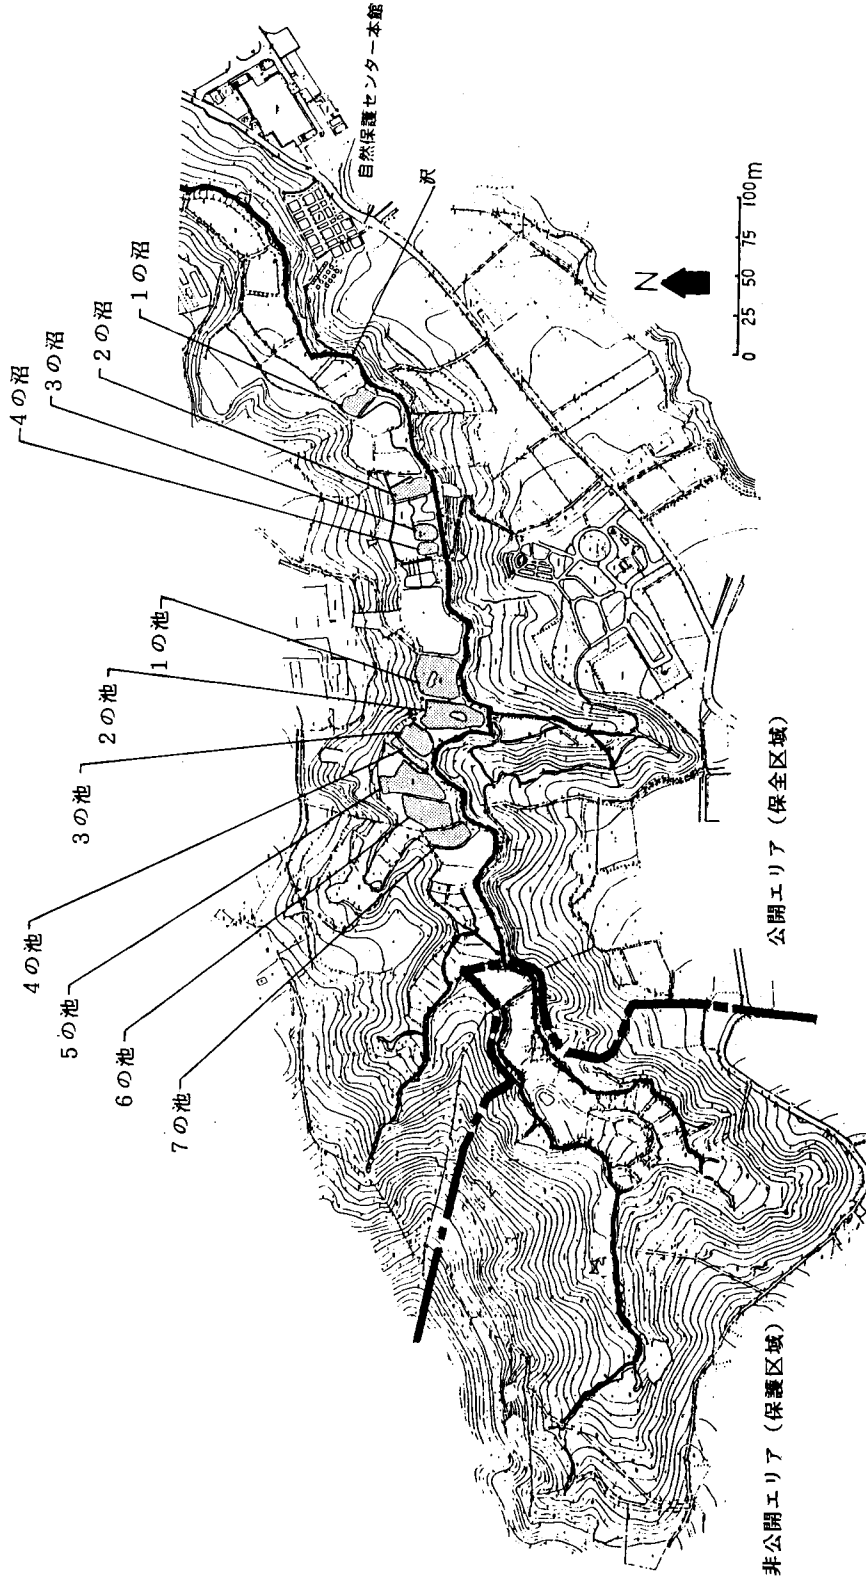 4の沼
3の沼
2の沼
1の沼
自然保護センター本館
沢
1の池
2の池
3の池
4の池
5の池
6の池
7の池
N
0 25 50 75 100m
公開エリア（保全区域）
非公開エリア（保護区域）